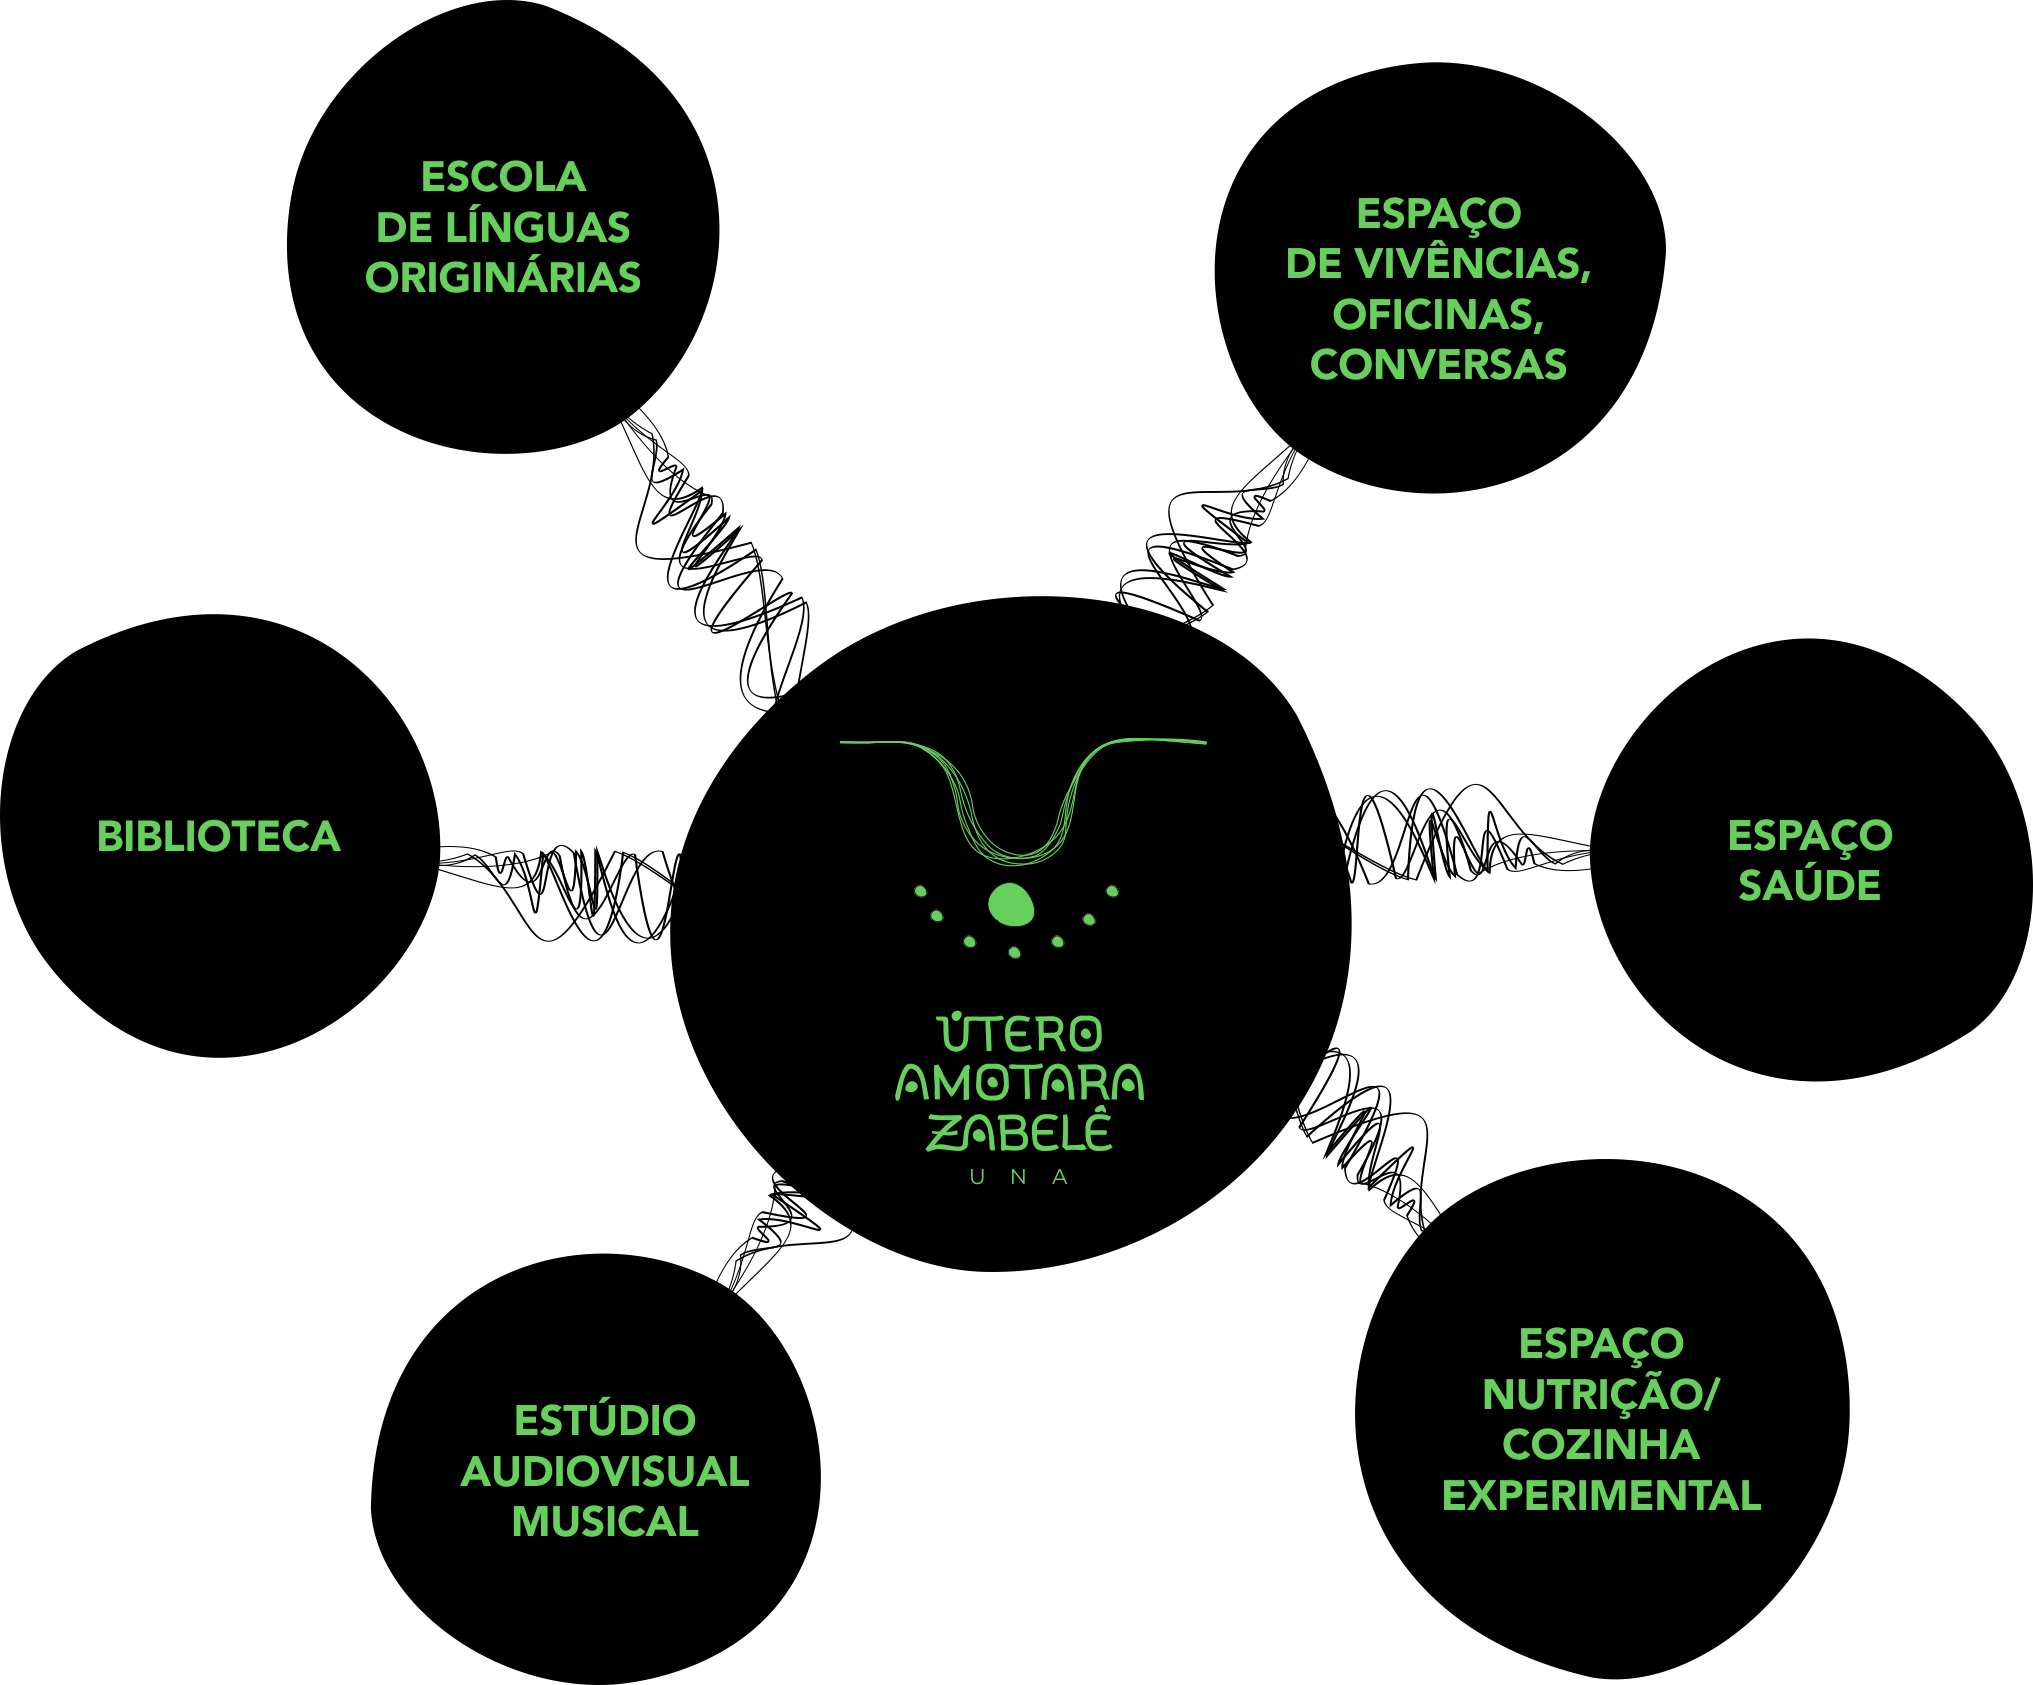 ESCOLA
DE LÍNGUAS
ORIGINÁRIAS
ESPAÇO
DE VIVÊNCIAS,
OFICINAS,
CONVERSAS
BIBLIOTECA
ESPAÇO
SAÚDE
ÚTERO
AMOTARA
ZABELÊ
UNA
ESTÚDIO
AUDIOVISUAL
MUSICAL
ESPAÇO
NUTRIÇÃO/
COZINHA
EXPERIMENTAL